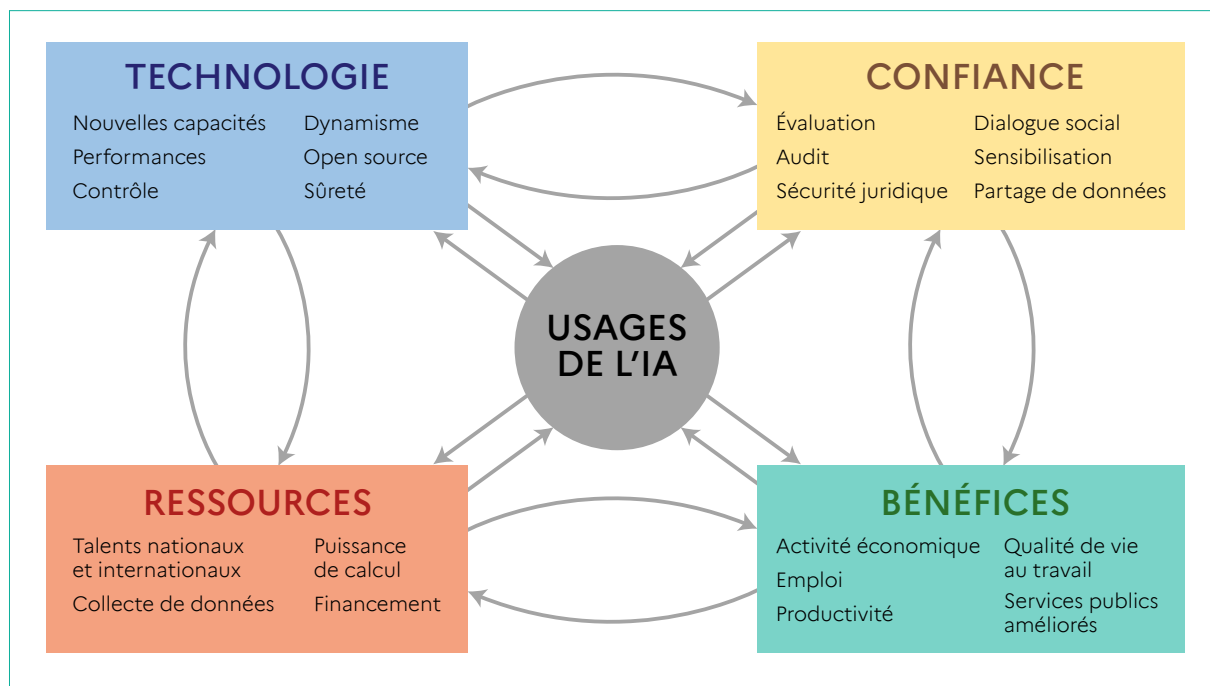 TECHNOLOGIE
Nouvelles capacités
Performances
Contrôle
Dynamisme
Open source
Sûreté
CONFIANCE
Évaluation
Audit
Sécurité juridique
Dialogue social
Sensibilisation
Partage de données
USAGES
DE L'IA
RESSOURCES
Talents nationaux
et internationaux
Collecte de données
Puissance
de calcul
Financement
BÉNÉFICES
Activité économique
Emploi
Productivité
Qualité de vie
au travail
Services publics
améliorés